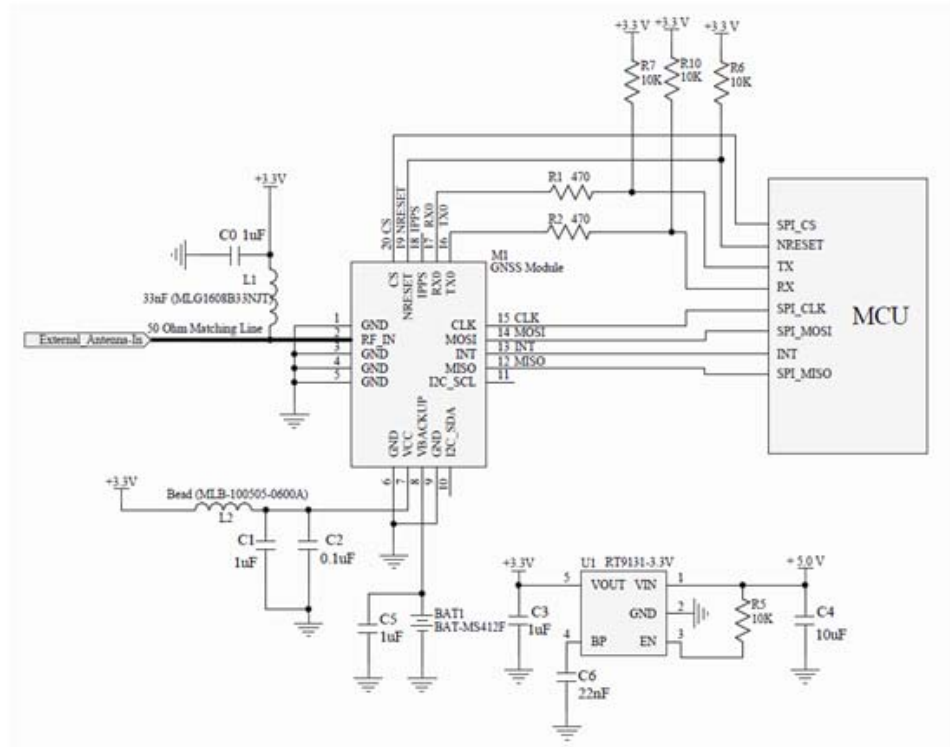 +3.3 V +3.3 V +3.3 V
R7 10K
R10 10K
R6 10K
R1 470
R2 470
+3.3V
C0 1uF
L1
33nF (MLG1608B33NJT)
50 Ohm Matching Line
External_Antenna-In
20 CS
19 NRESET
18 1PPS
17 RX0
16 TX0
M1
GNSS Module
CS
NRESET
1PPS
RX0
TX0
1 GND
2 RF_IN
3 GND
4 GND
5 GND
CLK 15 CLK
MOSI 14 MOSI
INT 13 INT
MISO 12 MISO
I2C_SCL 11
GND
VCC
VBACKUP
GND
I2C_SDA
6
7
8
9
10
SPI_CS
NRESET
TX
RX
SPI_CLK
SPI_MOSI
INT
SPI_MISO
MCU
+3.3V
Bead (MLB-100505-0600A)
L2
C1
1uF
C2
0.1uF
C5
1uF
BAT1
BAT-MS412F
+3.3 V
U1 RT9131-3.3V
+ 5.0 V
5 VOUT VIN 1
GND 2
4 BP EN 3
C3
1uF
R5
10K
C4
10uF
C6
22nF